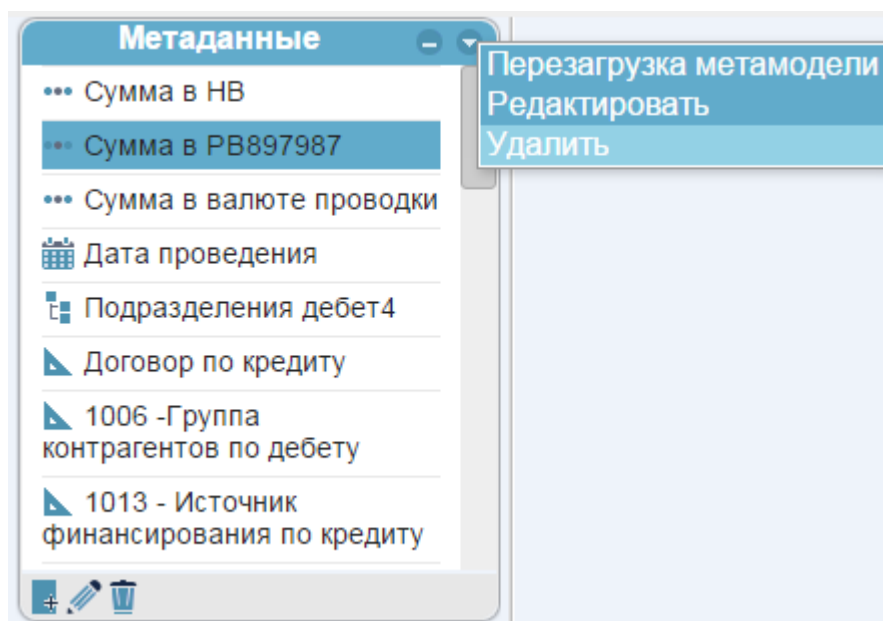 Метаданные
Перезагрузка метамодели
Редактировать
Удалить
Сумма в НВ
Сумма в РВ897987
Сумма в валюте проводки
Дата проведения
Подразделения дебет4
Договор по кредиту
1006 -Группа
контрагентов по дебету
1013 - Источник
финансирования по кредиту